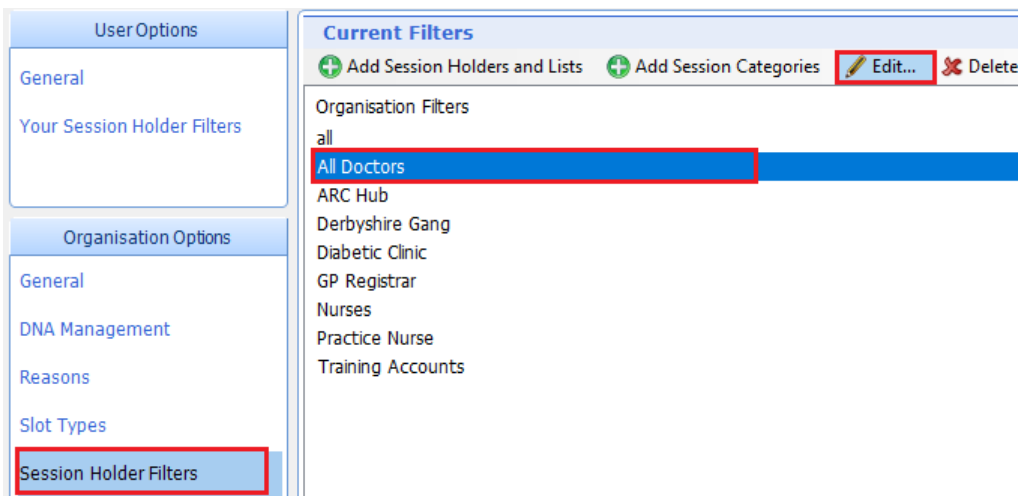 User Options
General
Your Session Holder Filters
Organisation Options
General
DNA Management
Reasons
Slot Types
Session Holder Filters
Current Filters
Add Session Holders and Lists Add Session Categories Edit... Delete
Organisation Filters
all
All Doctors
ARC Hub
Derbyshire Gang
Diabetic Clinic
GP Registrar
Nurses
Practice Nurse
Training Accounts